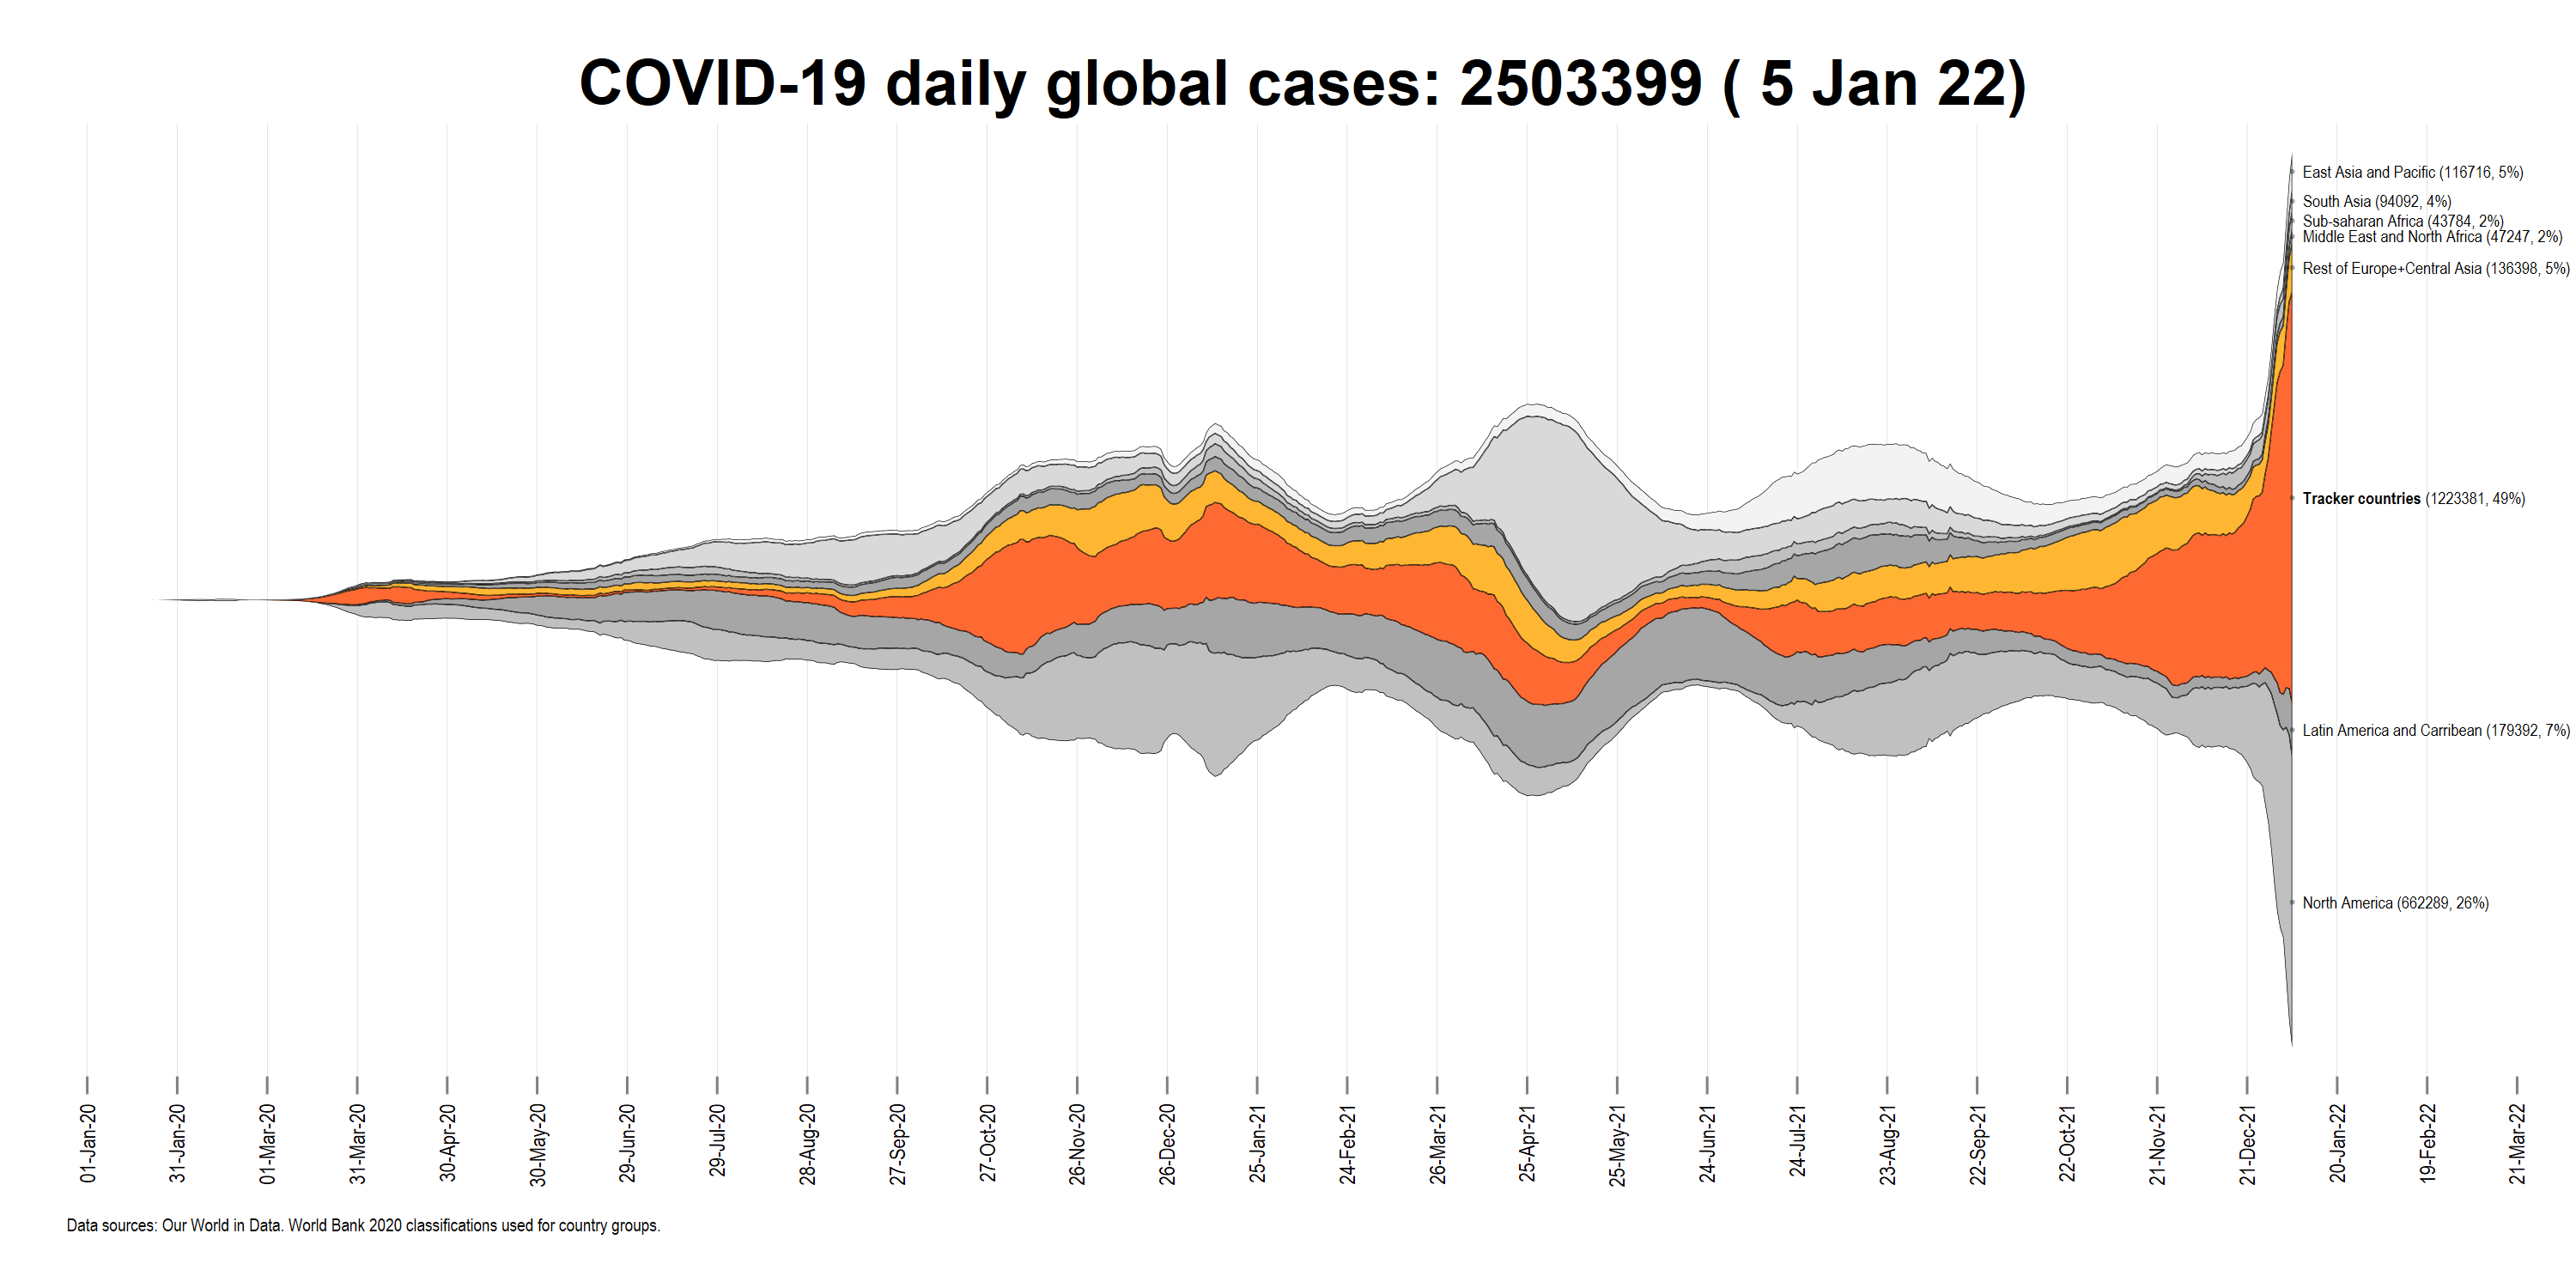 COVID-19 daily global cases: 2503399 ( 5 Jan 22)
East Asia and Pacific (116716, 5%)
South Asia (94092, 4%)
Sub-saharan Africa (43784, 2%)
Middle East and North Africa (47247, 2%)
Rest of Europe+Central Asia (136398, 5%)
Tracker countries (1223381, 49%)
Latin America and Carribean (179392, 7%)
North America (662289, 26%)
01-Jan-20
31-Jan-20
01-Mar-20
31-Mar-20
30-Apr-20
30-May-20
29-Jun-20
29-Jul-20
28-Aug-20
27-Sep-20
27-Oct-20
26-Nov-20
26-Dec-20
25-Jan-21
24-Feb-21
26-Mar-21
25-Apr-21
25-May-21
24-Jun-21
24-Jul-21
23-Aug-21
22-Sep-21
22-Oct-21
21-Nov-21
21-Dec-21
20-Jan-22
19-Feb-22
21-Mar-22
Data sources: Our World in Data. World Bank 2020 classifications used for country groups.